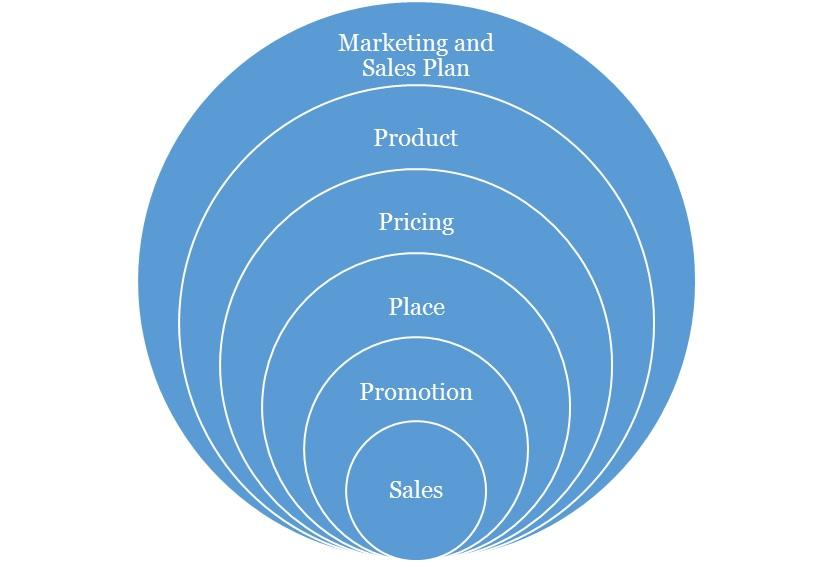 Marketing and
Sales Plan
Product
Pricing
Place
Promotion
Sales